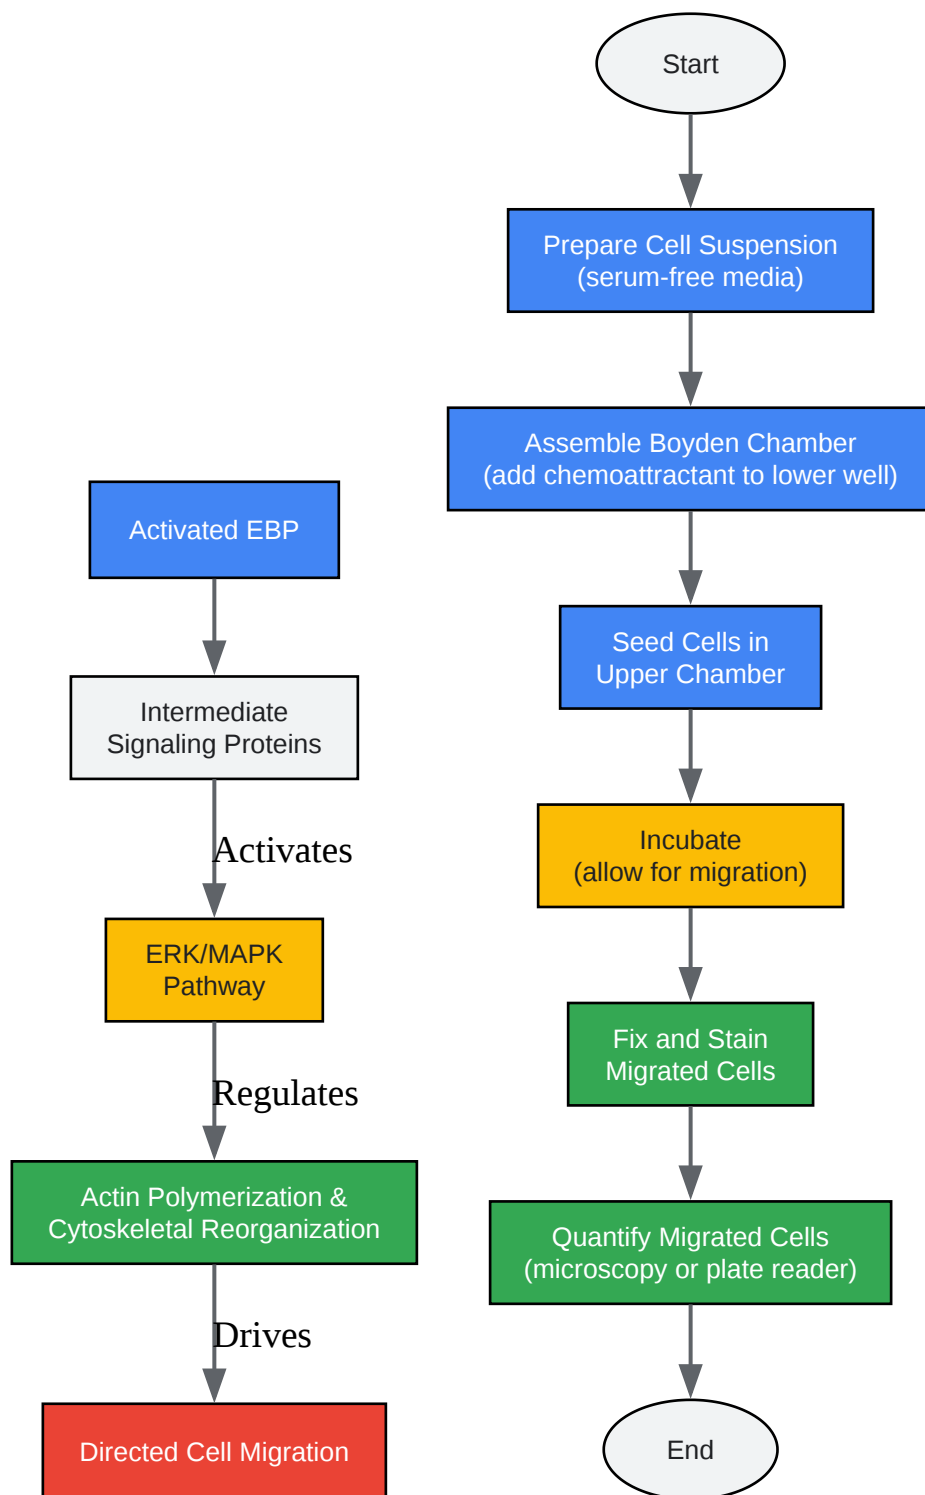 Activated EBP
Intermediate
Signaling Proteins
Activates
ERK/MAPK
Pathway
Regulates
Actin Polymerization &
Cytoskeletal Reorganization
Drives
Directed Cell Migration
Start
Prepare Cell Suspension
(serum-free media)
Assemble Boyden Chamber
(add chemoattractant to lower well)
Seed Cells in
Upper Chamber
Incubate
(allow for migration)
Fix and Stain
Migrated Cells
Quantify Migrated Cells
(microscopy or plate reader)
End